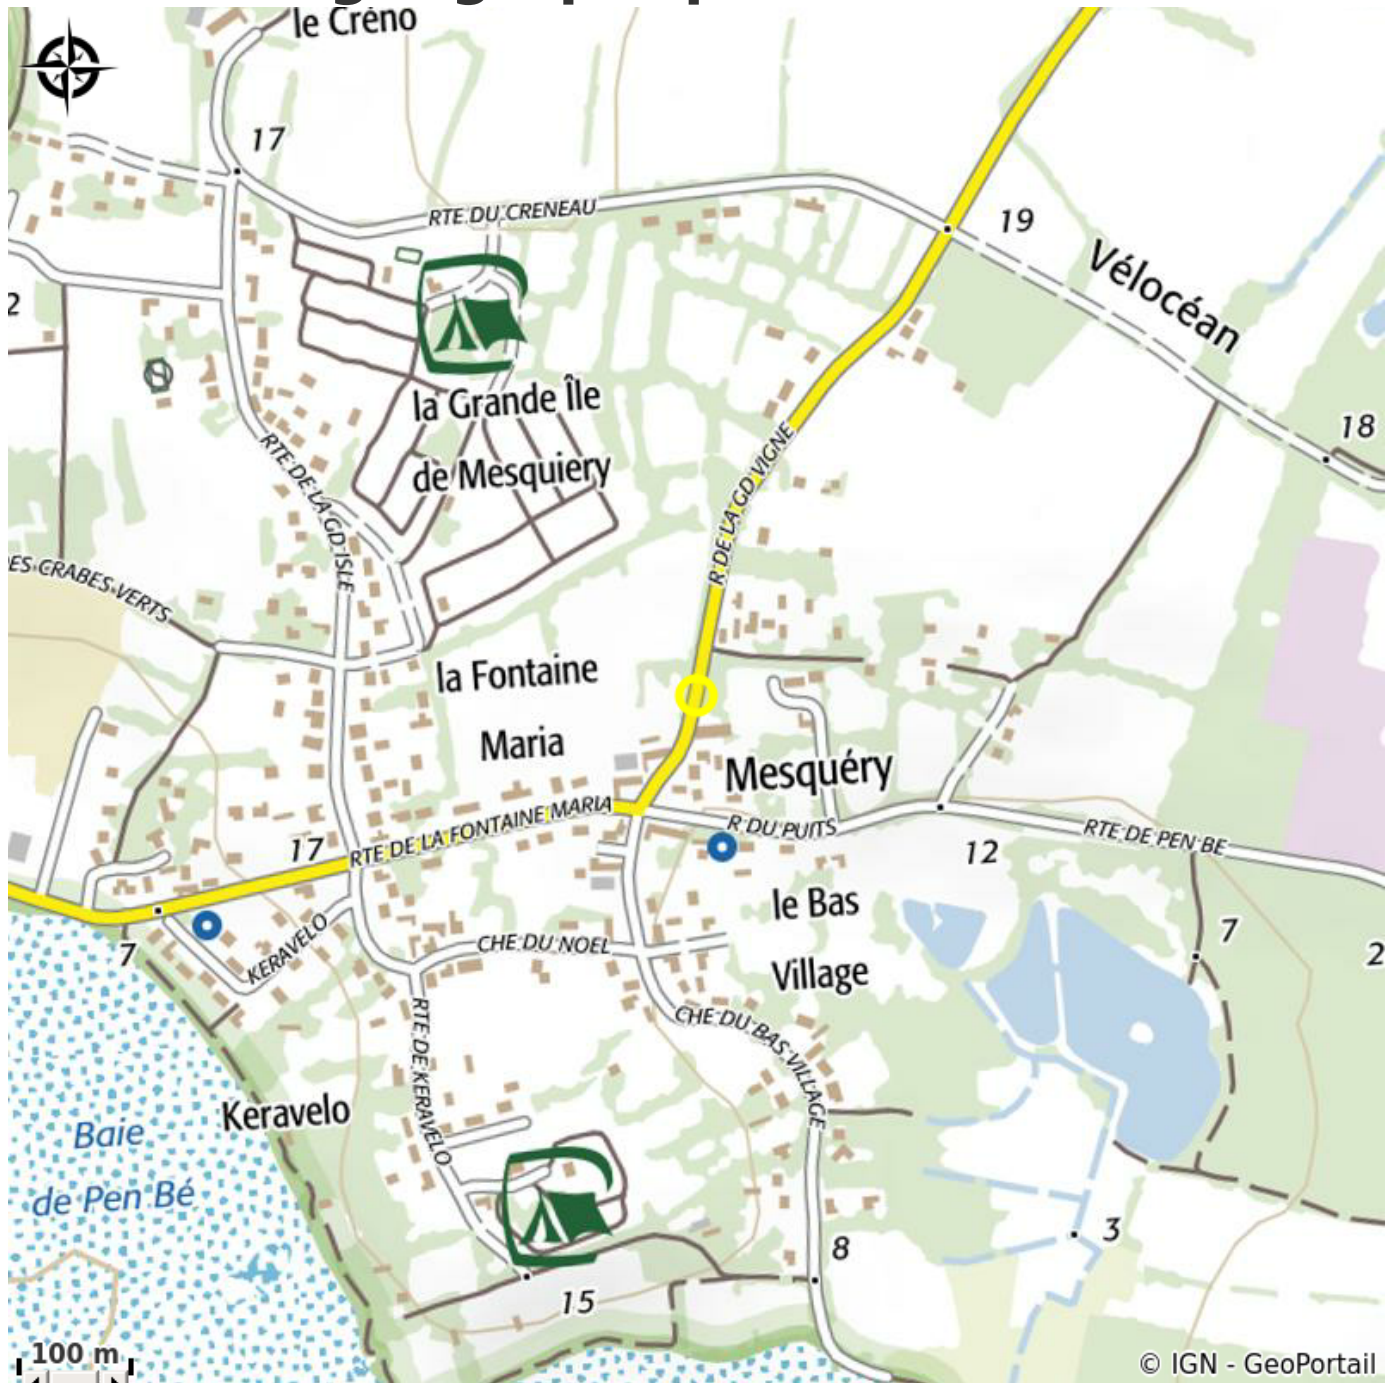 le Créno
17
RTE DU CRENEAU
19
Vélocéan
2
la Grande Île
de Mesquiery
18
RTE DE LA GD ISLE
R DE LA GD VIGNE
ES CRABES VERTS
la Fontaine
Maria
Mesquéry
RTE DE LA FONTAINE MARIA
R DU PUITS
RTE DE PEN BE
17
12
le Bas
Village
7
7
2
KERAVELO
CHE DU NOEL
CHE DU BAS VILLAGE
RTE DE KERAVELO
Keravelo
Baie
de Pen Bé
3
8
15
100 m
© IGN - GeoPortail